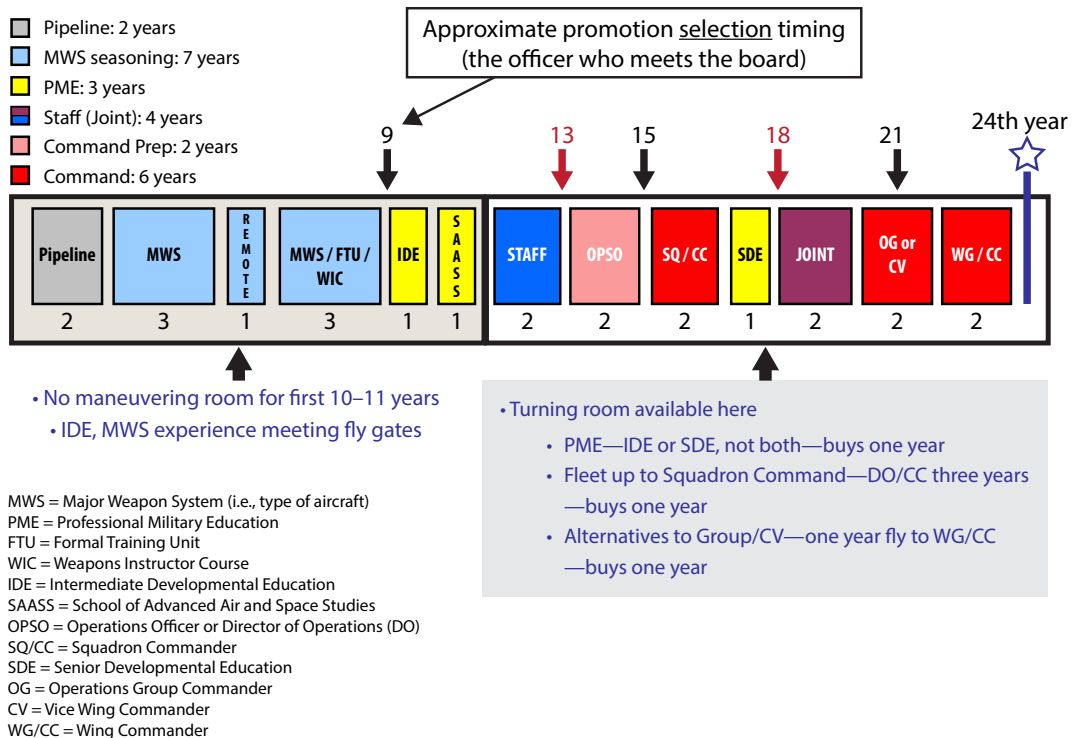 Pipeline: 2 years
MWS seasoning: 7 years
PME: 3 years
Staff (Joint): 4 years
Command Prep: 2 years
Command: 6 years
Approximate promotion selection timing
(the officer who meets the board)
9
13
15
18
21
24th year
Pipeline
MWS
REMOTE
MWS / FTU /
WIC
IDE
SAASS
STAFF
OPSO
SQ / CC
SDE
JOINT
OG or
CV
WG / CC
2
3
1
3
1
1
2
2
2
1
2
2
2
• No maneuvering room for first 10–11 years
• IDE, MWS experience meeting fly gates
• Turning room available here
• PME—IDE or SDE, not both—buys one year
• Fleet up to Squadron Command—DO/CC three years
—buys one year
• Alternatives to Group/CV—one year fly to WG/CC
—buys one year
MWS = Major Weapon System (i.e., type of aircraft)
PME = Professional Military Education
FTU = Formal Training Unit
WIC = Weapons Instructor Course
IDE = Intermediate Developmental Education
SAASS = School of Advanced Air and Space Studies
OPSO = Operations Officer or Director of Operations (DO)
SQ/CC = Squadron Commander
SDE = Senior Developmental Education
OG = Operations Group Commander
CV = Vice Wing Commander
WG/CC = Wing Commander